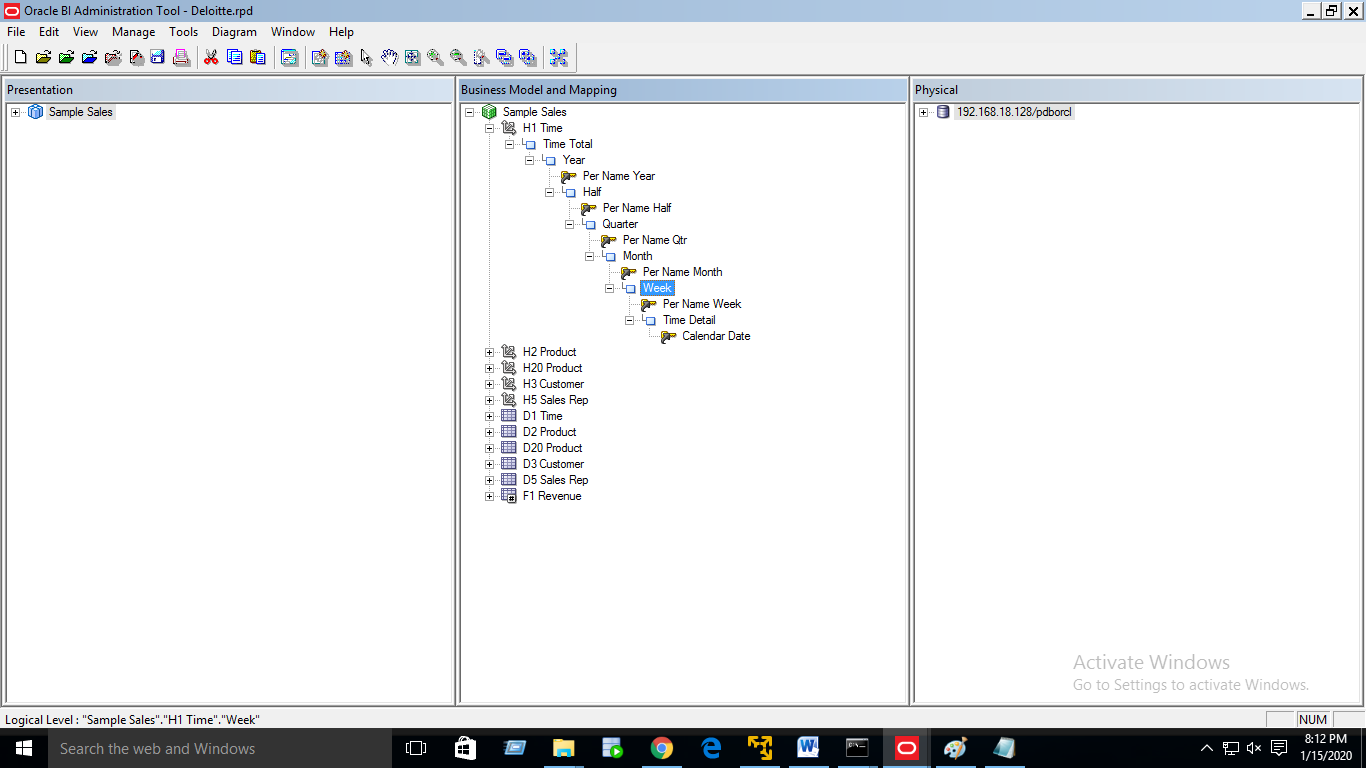 Oracle BI Administration Tool - Deloitte.rpd
File Edit View Manage Tools Diagram Window Help
Presentation
Sample Sales
Business Model and Mapping
Sample Sales
H1 Time
Time Total
Year
Per Name Year
Half
Per Name Half
Quarter
Per Name Qtr
Month
Per Name Month
Week
Per Name Week
Time Detail
Calendar Date
H2 Product
H20 Product
H3 Customer
H5 Sales Rep
D1 Time
D2 Product
D20 Product
D3 Customer
D5 Sales Rep
F1 Revenue
Physical
192.168.18.128/pdborcl
Activate Windows
Go to Settings to activate Windows.
Logical Level : "Sample Sales"."H1 Time"."Week"
NUM
Search the web and Windows
8:12 PM
1/15/2020